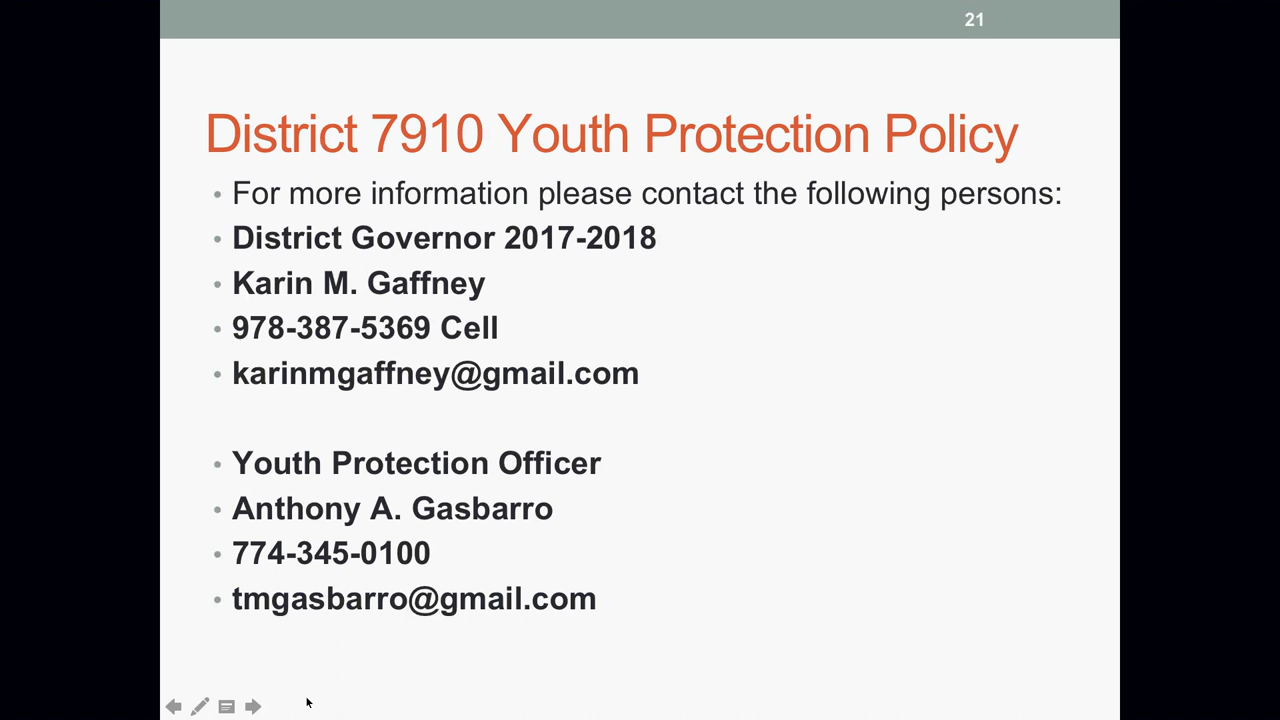 21
District 7910 Youth Protection Policy
• For more information please contact the following persons:
• District Governor 2017-2018
• Karin M. Gaffney
• 978-387-5369 Cell
• karinmgaffney@gmail.com
• Youth Protection Officer
• Anthony A. Gasbarro
• 774-345-0100
• tmgasbarro@gmail.com